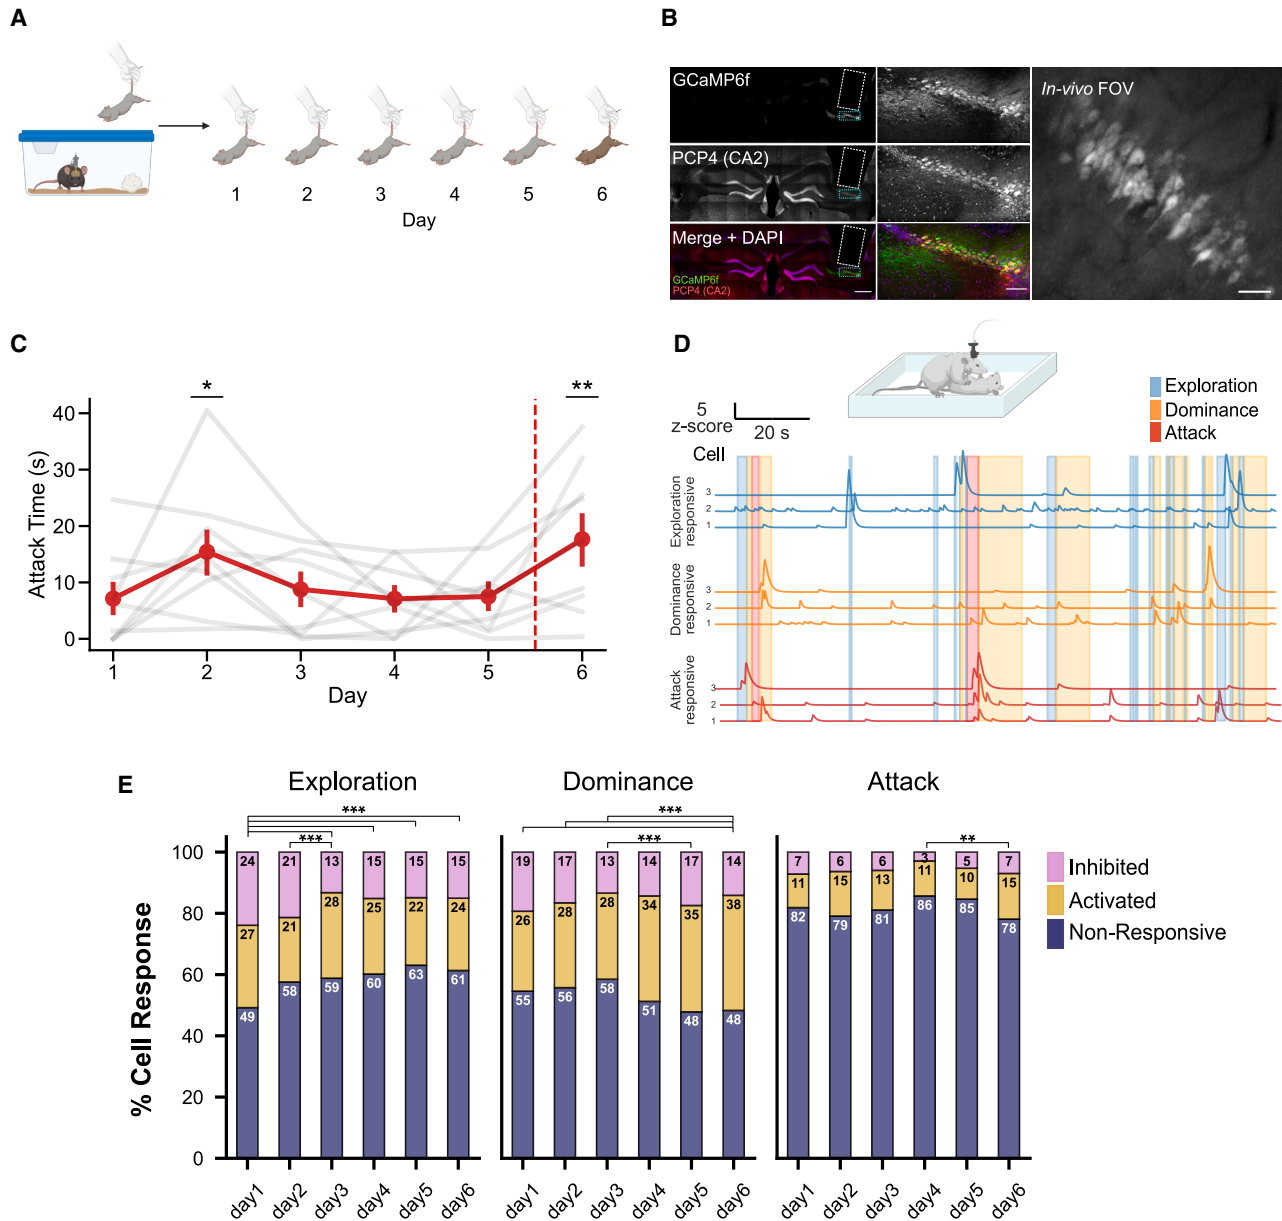 A
1 2 3 4 5 6
Day
B
GCaMP6f
PCP4 (CA2)
Merge + DAPI
GCaMP6f
PCP4 (CA2)
In-vivo FOV
C
* **
Attack Time (s)
40
30
20
10
0
1 2 3 4 5 6
Day
D
5
z-score
20 s
Exploration
Dominance
Attack
Cell
Exploration
responsive
3
2
1
Dominance
responsive
3
2
1
Attack
responsive
3
2
1
E
Exploration Dominance Attack
*** *** *** *** **
% Cell Response
100
80
60
40
20
0
24 21 13 15 15 15
27 21 28 25 22 24
49 58 59 60 63 61
day1 day2 day3 day4 day5 day6
19 17 13 14 17 14
26 28 28 34 35 38
55 56 58 51 48 48
day1 day2 day3 day4 day5 day6
7 6 6 3 5 7
11 15 13 11 10 15
82 79 81 86 85 78
day1 day2 day3 day4 day5 day6
Inhibited
Activated
Non-Responsive